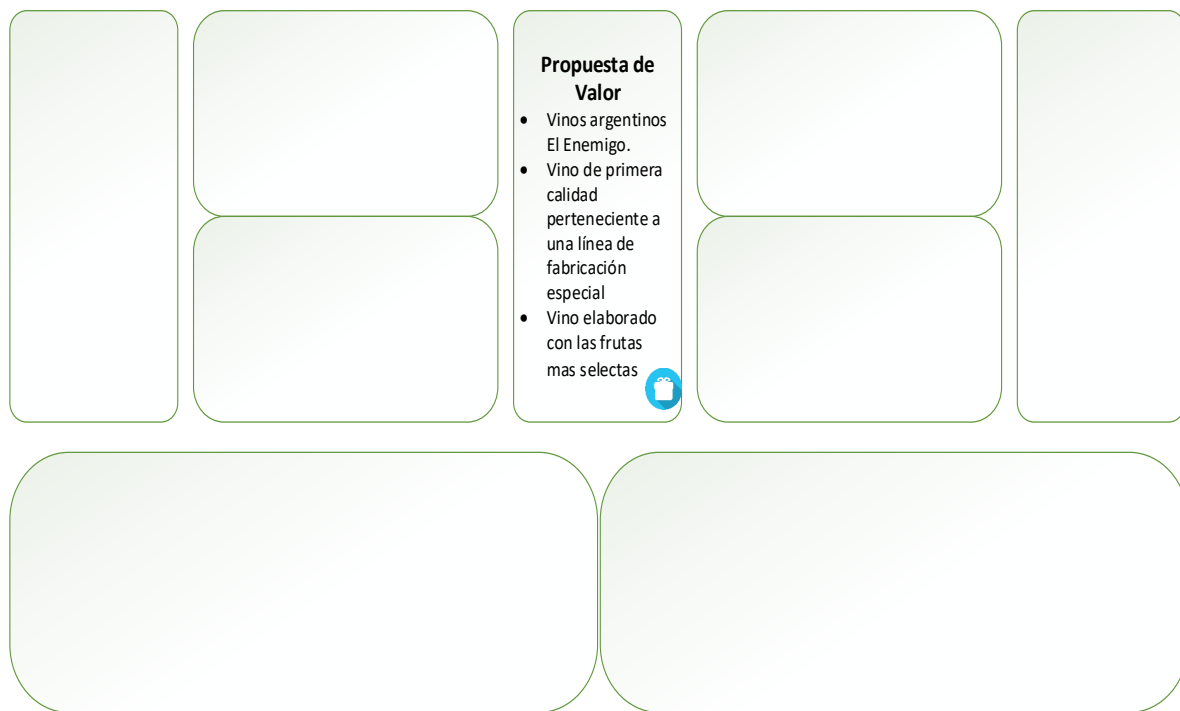 Propuesta de
Valor
• Vinos argentinos
El Enemigo.
• Vino de primera
calidad
perteneciente a
una línea de
fabricación
especial
• Vino elaborado
con las frutas
mas selectas